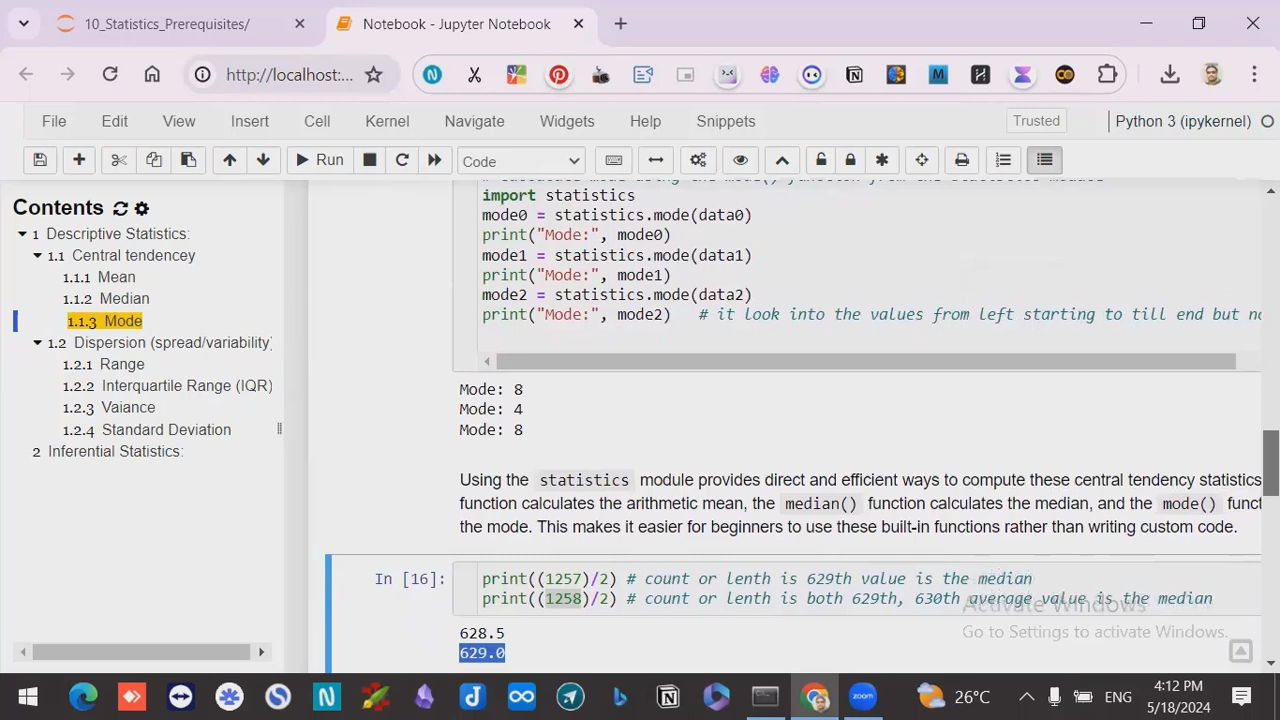 10_Statistics_Prerequisites/
Notebook - Jupyter Notebook
http://localhost:...
File Edit View Insert Cell Kernel Navigate Widgets Help Snippets
Trusted
Python 3 (ipykernel)
Run
Code
Contents
1 Descriptive Statistics:
1.1 Central tendencey
1.1.1 Mean
1.1.2 Median
1.1.3 Mode
1.2 Dispersion (spread/variability)
1.2.1 Range
1.2.2 Interquartile Range (IQR)
1.2.3 Vaiance
1.2.4 Standard Deviation
2 Inferential Statistics:
import statistics
mode0 = statistics.mode(data0)
print("Mode:", mode0)
mode1 = statistics.mode(data1)
print("Mode:", mode1)
mode2 = statistics.mode(data2)
print("Mode:", mode2) # it look into the values from left starting to till end but
Mode: 8
Mode: 4
Mode: 8
Using the statistics module provides direct and efficient ways to compute these central tendency statistics
function calculates the arithmetic mean, the median() function calculates the median, and the mode() funct
the mode. This makes it easier for beginners to use these built-in functions rather than writing custom code.
In [16]:
print((1257)/2) # count or lenth is 629th value is the median
print((1258)/2) # count or lenth is both 629th, 630th average value is the median
628.5
629.0
Activate Windows
Go to Settings to activate Windows.
26°C
ENG
4:12 PM
5/18/2024